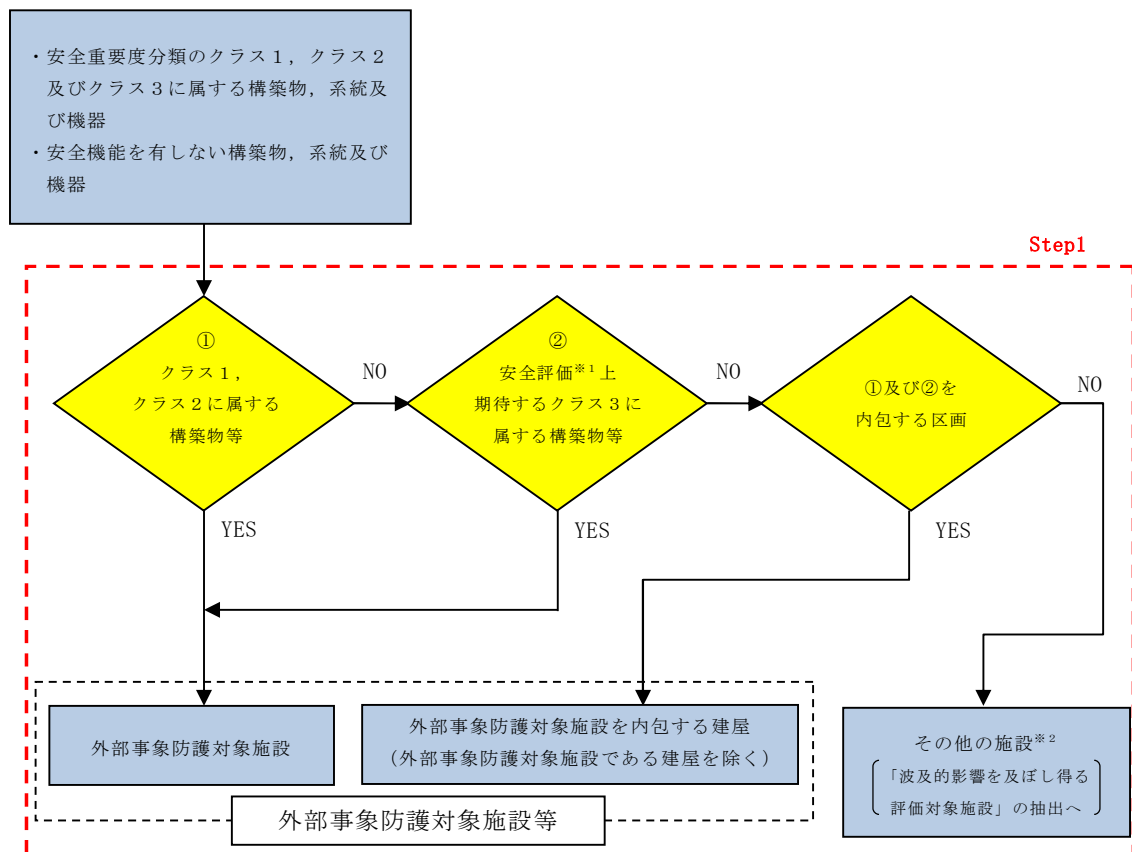 ・安全重要度分類のクラス１，クラス２
及びクラス３に属する構築物，系統及
び機器
・安全機能を有しない構築物，系統及び
機器
Step1
①
クラス１，
クラス２に属する
構築物等
NO
②
安全評価※１上
期待するクラス３に
属する構築物等
NO
①及び②を
内包する区画
NO
YES
YES
YES
外部事象防護対象施設
外部事象防護対象施設を内包する建屋
（外部事象防護対象施設である建屋を除く）
外部事象防護対象施設等
その他の施設※２
「波及的影響を及ぼし得る
評価対象施設」の抽出へ